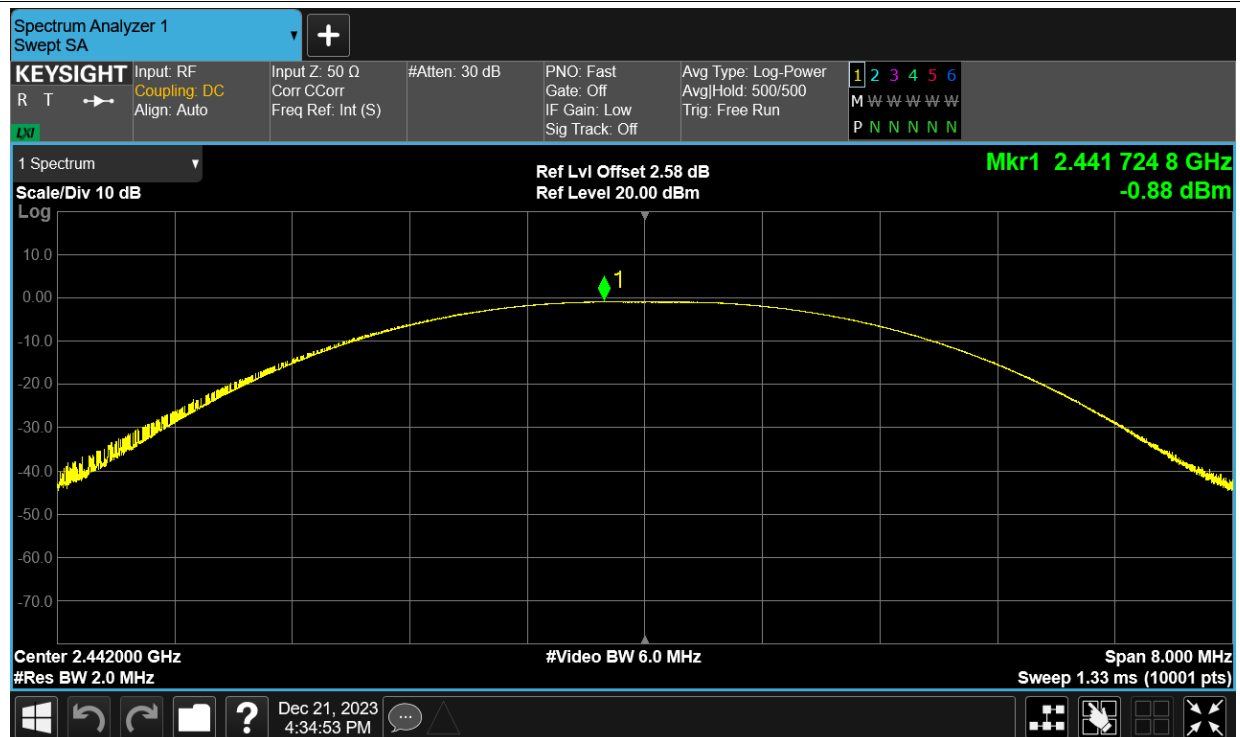 Spectrum Analyzer 1
Swept SA
+
KEYSIGHT
R T
LXI
Input: RF
Coupling: DC
Align: Auto
Input Z: 50 Ω
Corr CCorr
Freq Ref: Int (S)
#Atten: 30 dB
PNO: Fast
Gate: Off
IF Gain: Low
Sig Track: Off
Avg Type: Log-Power
Avg|Hold: 500/500
Trig: Free Run
1 2 3 4 5 6
M W W W W W
P N N N N N
1 Spectrum
Scale/Div 10 dB
Ref Lvl Offset 2.58 dB
Ref Level 20.00 dBm
Mkr1 2.441 724 8 GHz
-0.88 dBm
Log
10.0
0.00
-10.0
-20.0
-30.0
-40.0
-50.0
-60.0
-70.0
1
Center 2.442000 GHz
#Res BW 2.0 MHz
#Video BW 6.0 MHz
Span 8.000 MHz
Sweep 1.33 ms (10001 pts)
?
Dec 21, 2023
4:34:53 PM